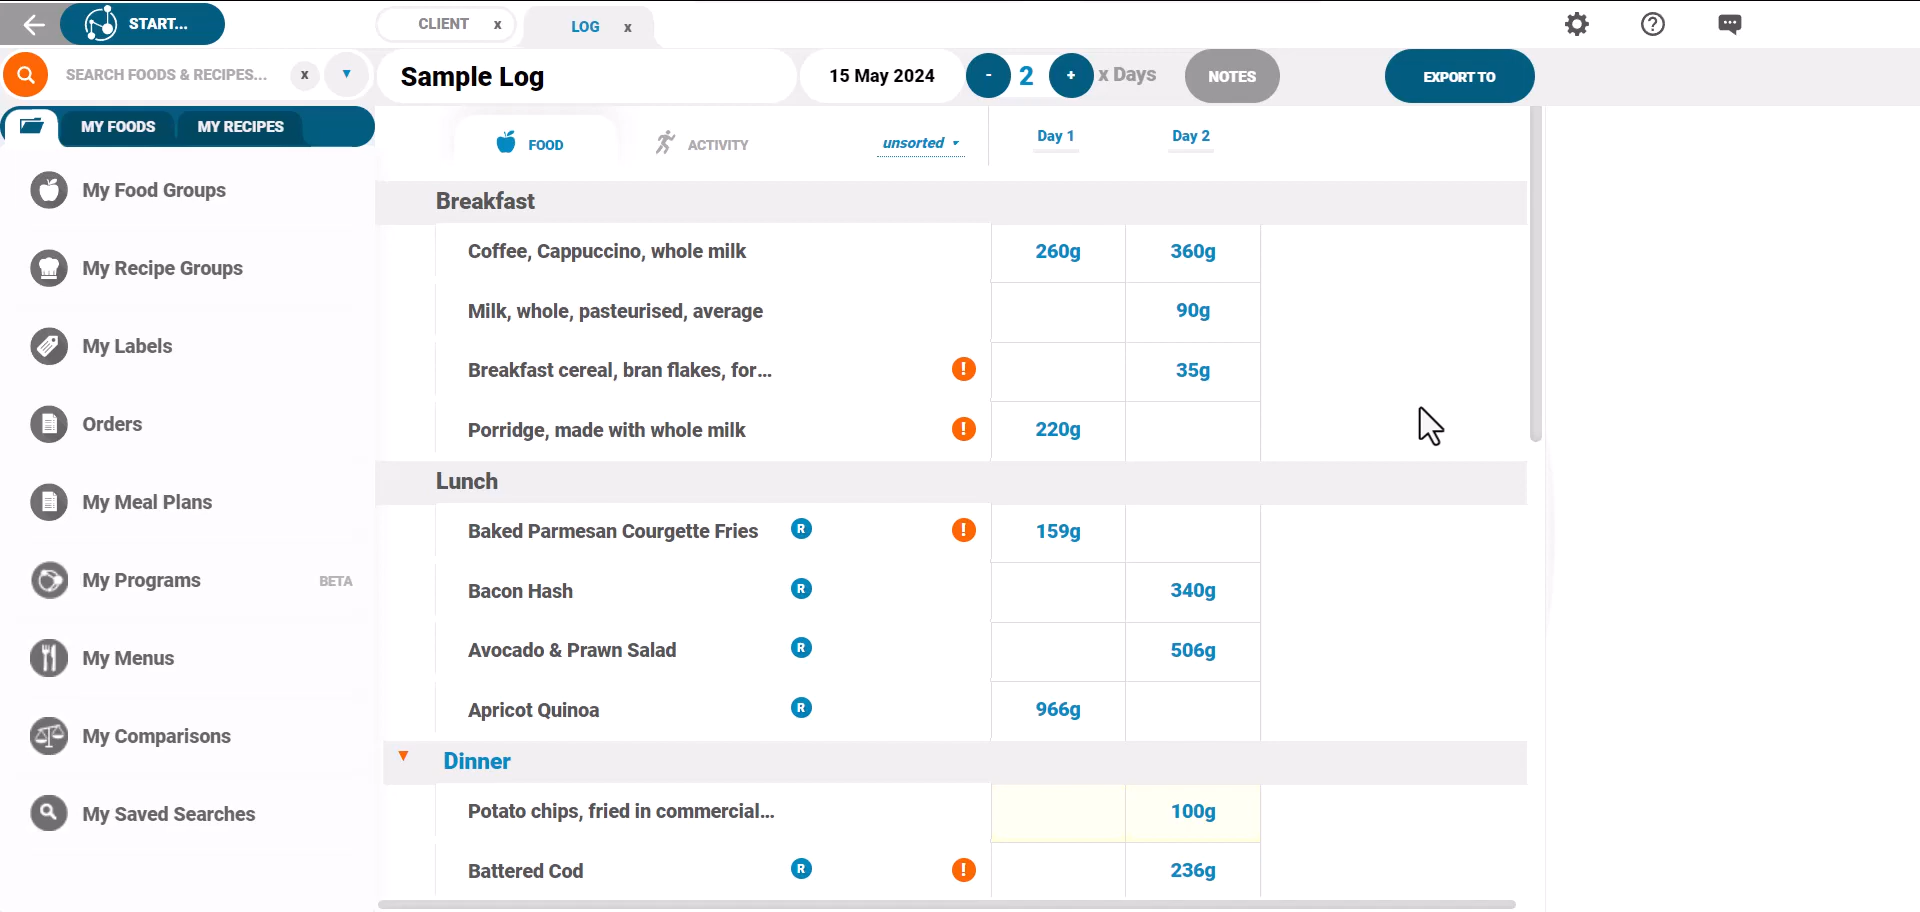 START...
CLIENT x
LOG x
SEARCH FOODS & RECIPES... x
Sample Log
15 May 2024
- 2 + x Days
NOTES
EXPORT TO
MY FOODS
MY RECIPES
My Food Groups
My Recipe Groups
My Labels
Orders
My Meal Plans
My Programs BETA
My Menus
My Comparisons
My Saved Searches
FOOD
ACTIVITY
unsorted
Day 1
Day 2
Breakfast
Coffee, Cappuccino, whole milk 260g 360g
Milk, whole, pasteurised, average 90g
Breakfast cereal, bran flakes, for... ! 35g
Porridge, made with whole milk ! 220g
Lunch
Baked Parmesan Courgette Fries R ! 159g
Bacon Hash R 340g
Avocado & Prawn Salad R 506g
Apricot Quinoa R 966g
Dinner
Potato chips, fried in commercial... 100g
Battered Cod R ! 236g